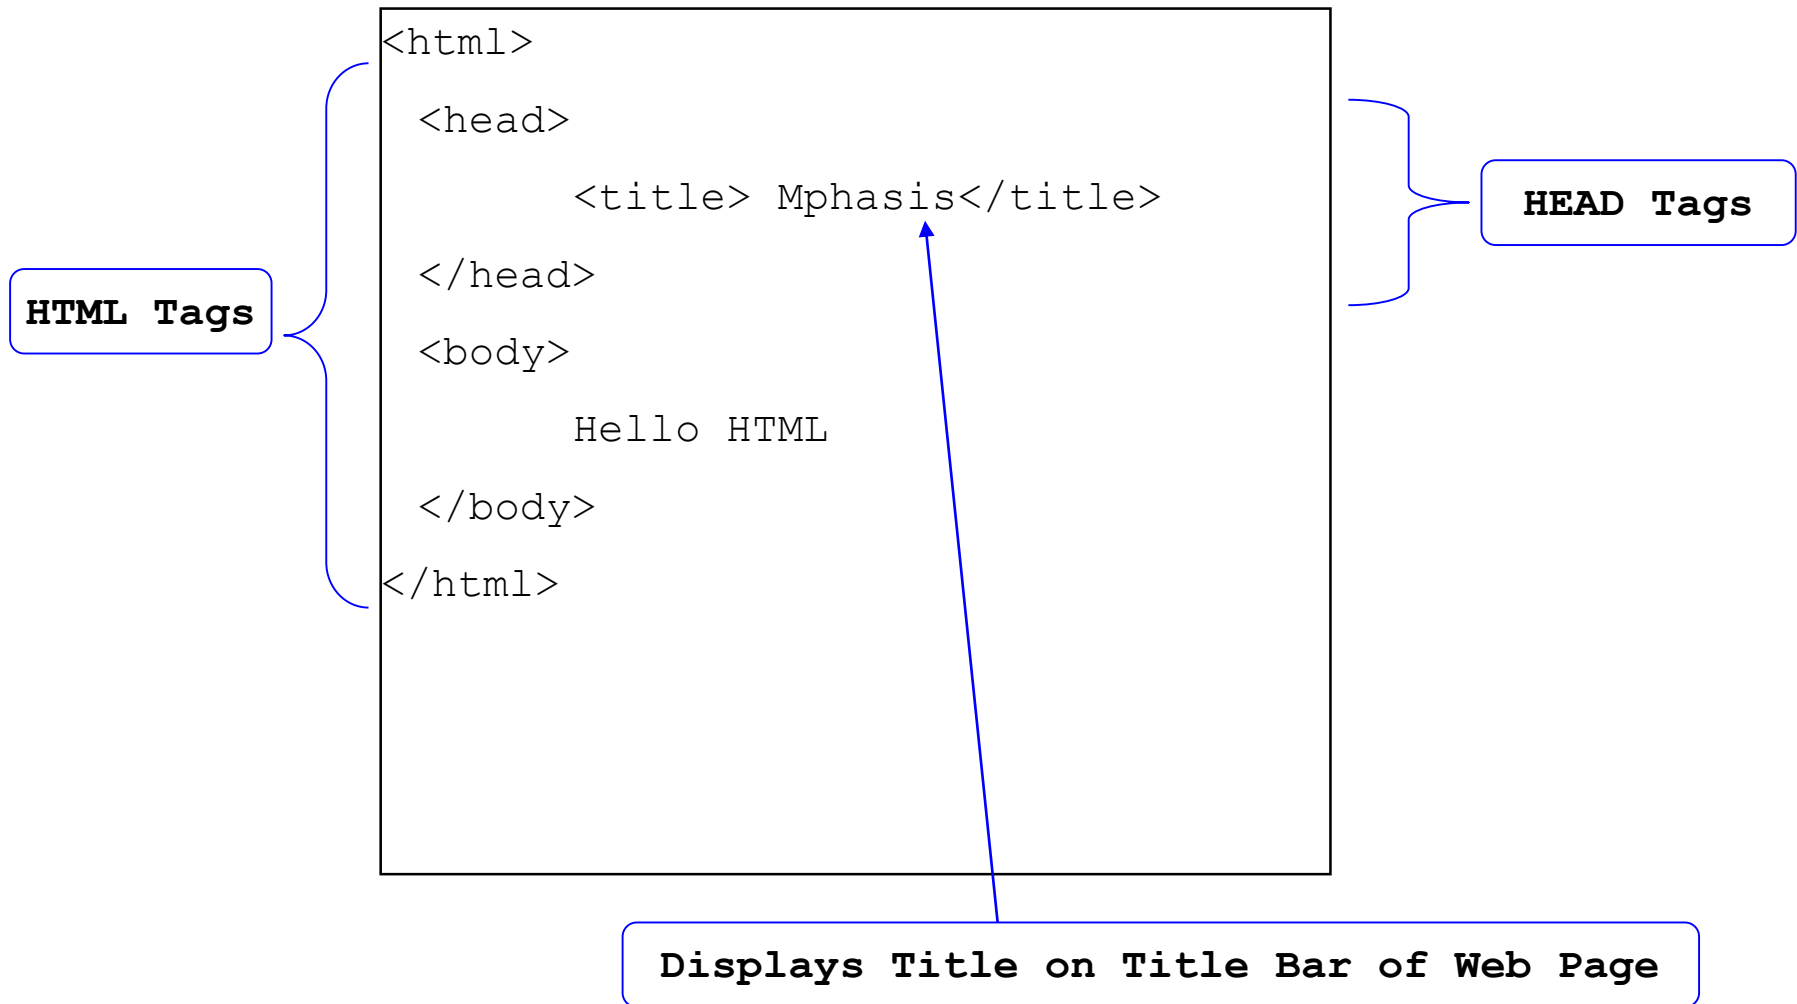 <html>
<head>
<title> Mphasis</title>
HEAD Tags
</head>
HTML Tags
<body>
Hello HTML
</body>
</html>
Displays Title on Title Bar of Web Page